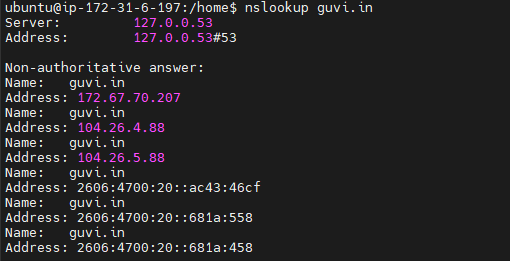 ubuntu@ip-172-31-6-197:/home$ nslookup guvi.in
Server: 127.0.0.53
Address: 127.0.0.53#53
Non-authoritative answer:
Name: guvi.in
Address: 172.67.70.207
Name: guvi.in
Address: 104.26.4.88
Name: guvi.in
Address: 104.26.5.88
Name: guvi.in
Address: 2606:4700:20::ac43:46cf
Name: guvi.in
Address: 2606:4700:20::681a:558
Name: guvi.in
Address: 2606:4700:20::681a:458